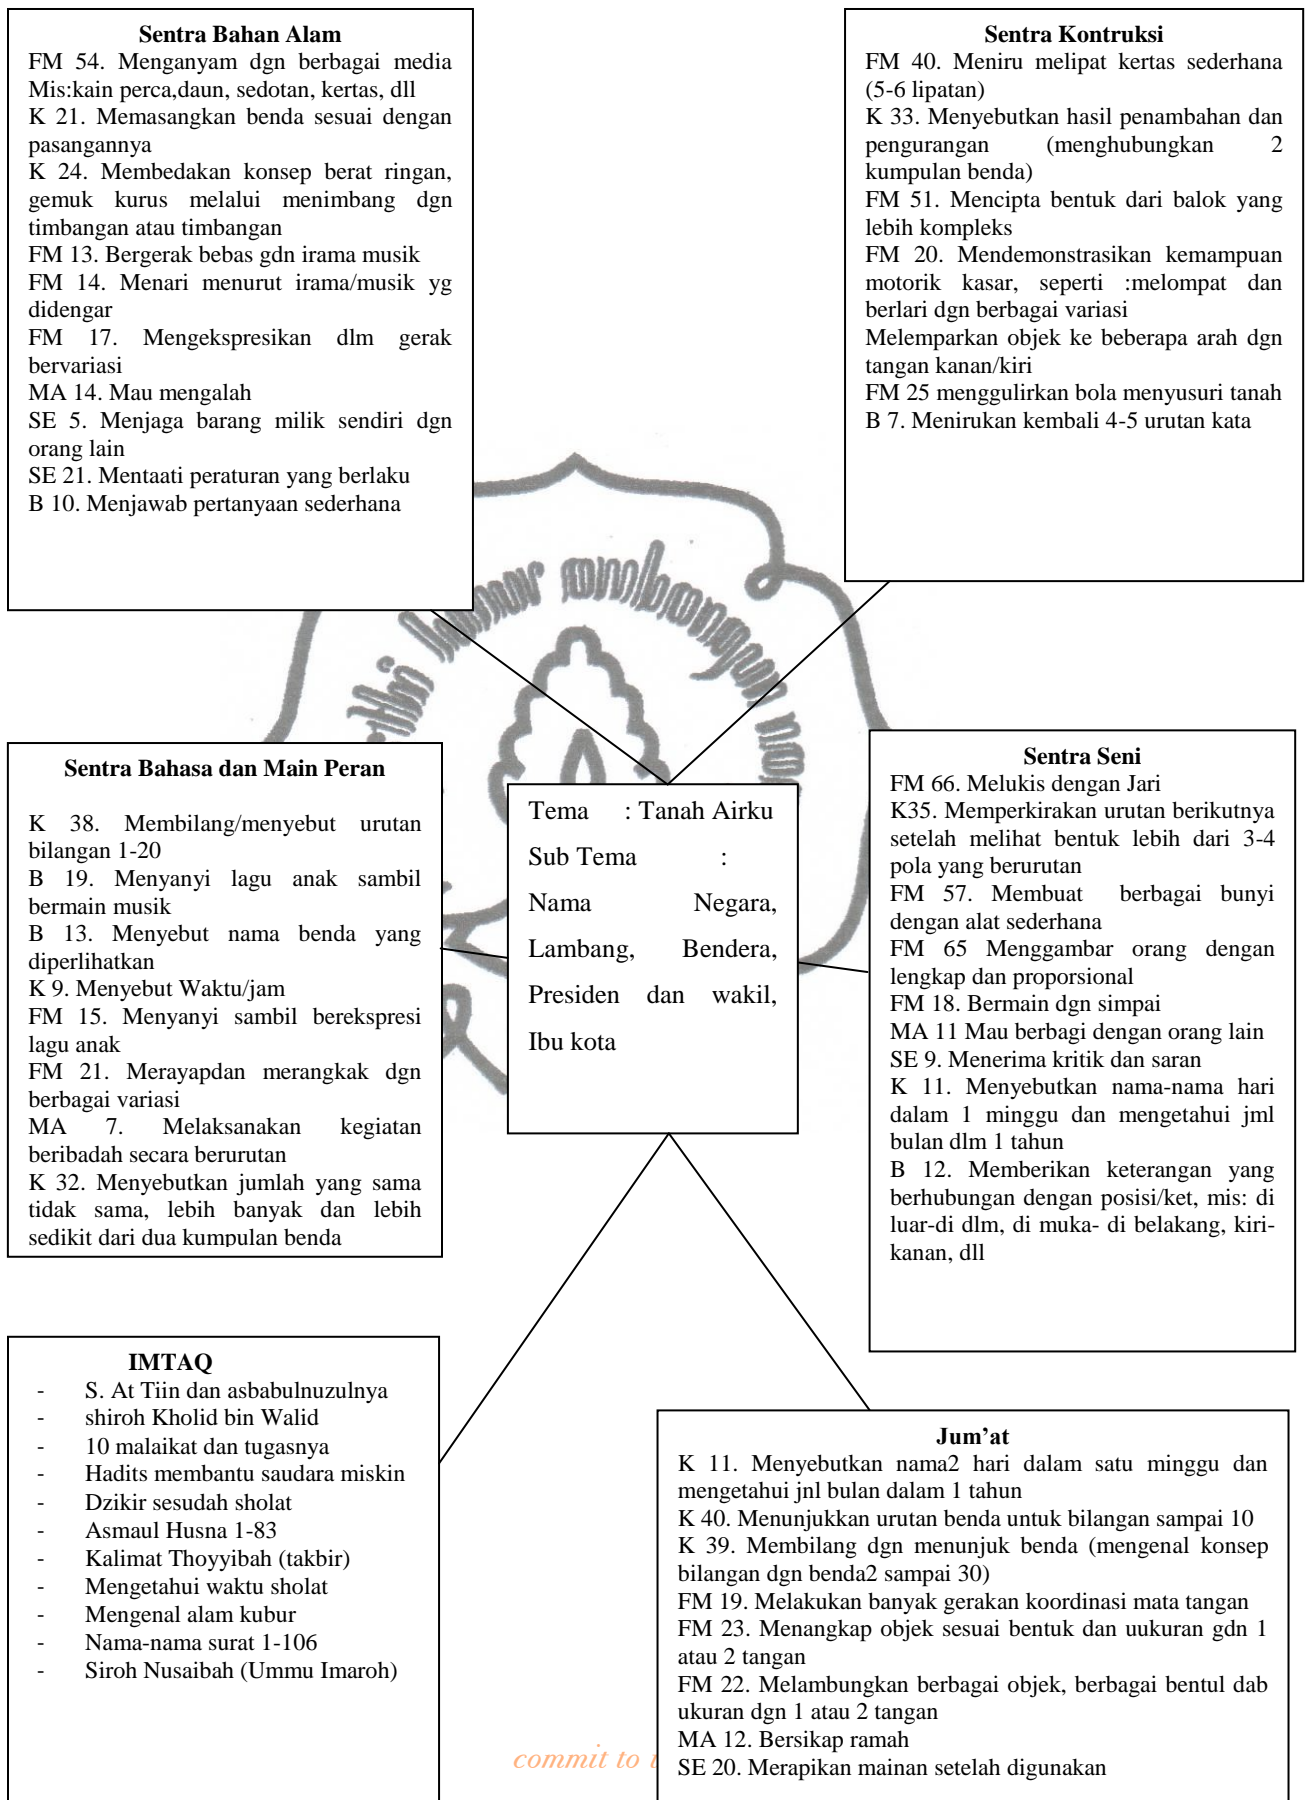 Sentra Bahan Alam
FM 54. Menganyam dgn berbagai media
Mis:kain perca,daun, sedotan, kertas, dll
K 21. Memasangkan benda sesuai dengan
pasangannya
K 24. Membedakan konsep berat ringan,
gemuk kurus melalui menimbang dgn
timbangan atau timbangan
FM 13. Bergerak bebas gdn irama musik
FM 14. Menari menurut irama/musik yg
didengar
FM 17. Mengekspresikan dlm gerak
bervariasi
MA 14. Mau mengalah
SE 5. Menjaga barang milik sendiri dgn
orang lain
SE 21. Mentaati peraturan yang berlaku
B 10. Menjawab pertanyaan sederhana
Sentra Kontruksi
FM 40. Meniru melipat kertas sederhana
(5-6 lipatan)
K 33. Menyebutkan hasil penambahan dan
pengurangan (menghubungkan 2
kumpulan benda)
FM 51. Mencipta bentuk dari balok yang
lebih kompleks
FM 20. Mendemonstrasikan kemampuan
motorik kasar, seperti :melompat dan
berlari dgn berbagai variasi
Melemparkan objek ke beberapa arah dgn
tangan kanan/kiri
FM 25 menggulirkan bola menyusuri tanah
B 7. Menirukan kembali 4-5 urutan kata
Sentra Bahasa dan Main Peran
K 38. Membilang/menyebut urutan
bilangan 1-20
B 19. Menyanyi lagu anak sambil
bermain musik
B 13. Menyebut nama benda yang
diperlihatkan
K 9. Menyebut Waktu/jam
FM 15. Menyanyi sambil berekspresi
lagu anak
FM 21. Merayapdan merangkak dgn
berbagai variasi
MA 7. Melaksanakan kegiatan
beribadah secara berurutan
K 32. Menyebutkan jumlah yang sama
tidak sama, lebih banyak dan lebih
sedikit dari dua kumpulan benda
Tema : Tanah Airku
Sub Tema :
Nama Negara,
Lambang, Bendera,
Presiden dan wakil,
Ibu kota
Sentra Seni
FM 66. Melukis dengan Jari
K35. Memperkirakan urutan berikutnya
setelah melihat bentuk lebih dari 3-4
pola yang berurutan
FM 57. Membuat berbagai bunyi
dengan alat sederhana
FM 65 Menggambar orang dengan
lengkap dan proporsional
FM 18. Bermain dgn simpai
MA 11 Mau berbagi dengan orang lain
SE 9. Menerima kritik dan saran
K 11. Menyebutkan nama-nama hari
dalam 1 minggu dan mengetahui jml
bulan dlm 1 tahun
B 12. Memberikan keterangan yang
berhubungan dengan posisi/ket, mis: di
luar-di dlm, di muka- di belakang, kiri-
kanan, dll
IMTAQ
- S. At Tiin dan asbabulnuzulnya
- shiroh Kholid bin Walid
- 10 malaikat dan tugasnya
- Hadits membantu saudara miskin
- Dzikir sesudah sholat
- Asmaul Husna 1-83
- Kalimat Thoyyibah (takbir)
- Mengetahui waktu sholat
- Mengenal alam kubur
- Nama-nama surat 1-106
- Siroh Nusaibah (Ummu Imaroh)
Jum'at
K 11. Menyebutkan nama2 hari dalam satu minggu dan
mengetahui jnl bulan dalam 1 tahun
K 40. Menunjukkan urutan benda untuk bilangan sampai 10
K 39. Membilang dgn menunjuk benda (mengenal konsep
bilangan dgn benda2 sampai 30)
FM 19. Melakukan banyak gerakan koordinasi mata tangan
FM 23. Menangkap objek sesuai bentuk dan uukuran gdn 1
atau 2 tangan
FM 22. Melambungkan berbagai objek, berbagai bentul dab
ukuran dgn 1 atau 2 tangan
MA 12. Bersikap ramah
SE 20. Merapikan mainan setelah digunakan
commit to